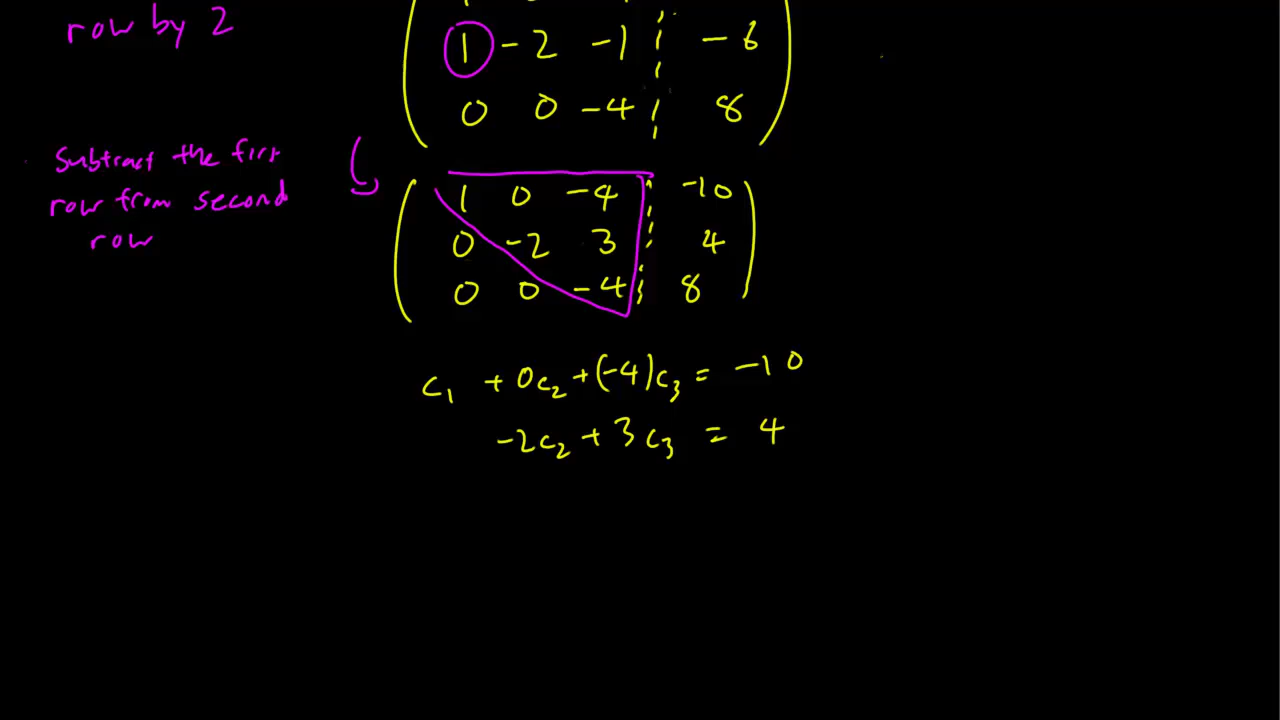 row by 2
1 -2 -1 ¦ -6
0 0 -4 ¦ 8
Subtract the first
row from second
row
1 0 -4 ¦ -10
0 -2 3 ¦ 4
0 0 -4 ¦ 8
c₁ + 0c₂ + (-4)c₃ = -10
-2c₂ + 3c₃ = 4